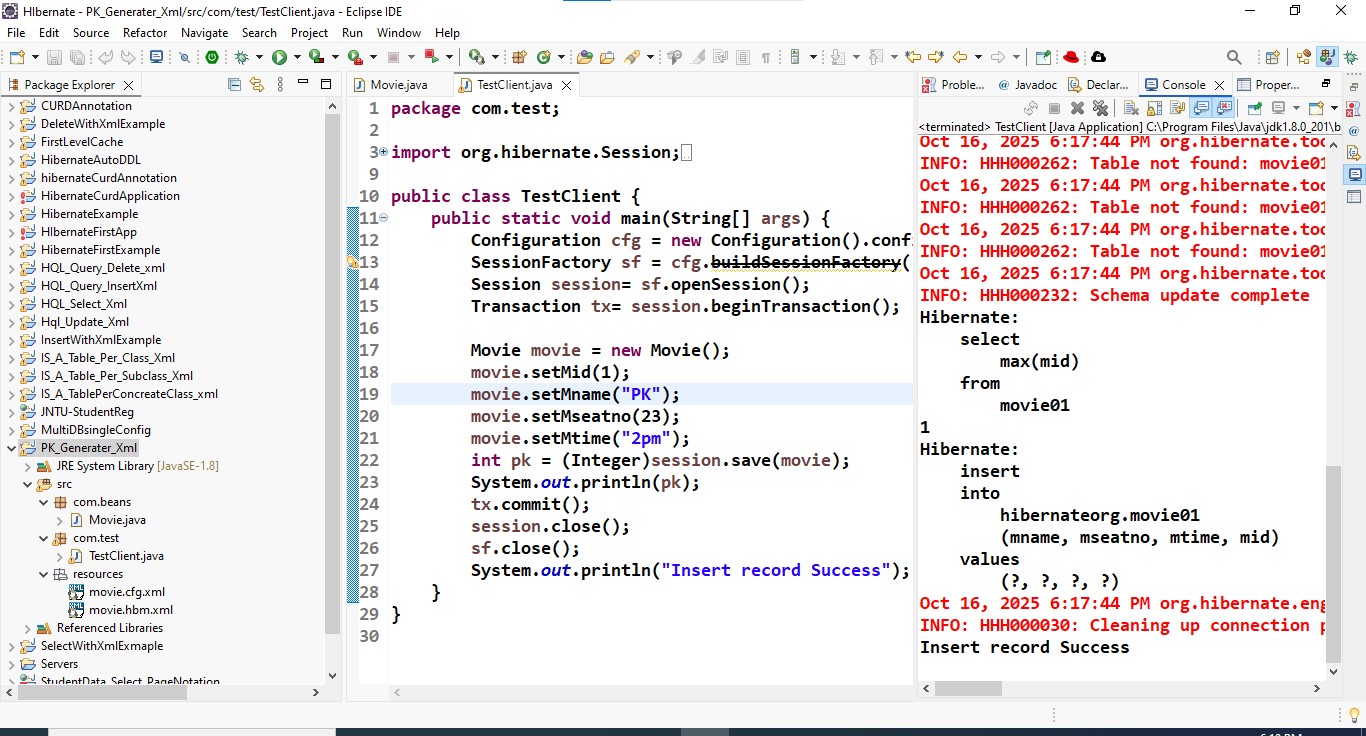 HIbernate - PK_Generater_Xml/src/com/test/TestClient.java - Eclipse IDE
File Edit Source Refactor Navigate Search Project Run Window Help
Package Explorer
CURDAnnotation
DeleteWithXmlExample
FirstLevelCache
HibernateAutoDDL
hibernateCurdAnnotation
HibernateCurdApplication
HibernateExample
HIbernateFirstApp
HibernateFirstExample
HQL_Query_Delete_xml
HQL_Query_InsertXml
HQL_Select_Xml
Hql_Update_Xml
InsertWithXmlExample
IS_A_Table_Per_Class_Xml
IS_A_Table_Per_Subclass_Xml
IS_A_TablePerConcreateClass_xml
JNTU-StudentReg
MultiDBsingleConfig
PK_Generater_Xml
JRE System Library [JavaSE-1.8]
src
com.beans
Movie.java
com.test
TestClient.java
resources
movie.cfg.xml
movie.hbm.xml
Referenced Libraries
SelectWithXmlExmaple
Servers
StudentData_Select_PageNotation
Movie.java TestClient.java
1 package com.test;
2
3 import org.hibernate.Session;
9
10 public class TestClient {
11 public static void main(String[] args) {
12 Configuration cfg = new Configuration().conf
13 SessionFactory sf = cfg.buildSessionFactory(
14 Session session= sf.openSession();
15 Transaction tx= session.beginTransaction();
16
17 Movie movie = new Movie();
18 movie.setMid(1);
19 movie.setMname("PK");
20 movie.setMseatno(23);
21 movie.setMtime("2pm");
22 int pk = (Integer)session.save(movie);
23 System.out.println(pk);
24 tx.commit();
25 session.close();
26 sf.close();
27 System.out.println("Insert record Success");
28 }
29 }
30
Proble... @ Javadoc Declar... Console Proper...
<terminated> TestClient [Java Application] C:\Program Files\Java\jdk1.8.0_201\b
Oct 16, 2025 6:17:44 PM org.hibernate.too
INFO: HHH000262: Table not found: movie01
Oct 16, 2025 6:17:44 PM org.hibernate.too
INFO: HHH000262: Table not found: movie01
Oct 16, 2025 6:17:44 PM org.hibernate.too
INFO: HHH000262: Table not found: movie01
Oct 16, 2025 6:17:44 PM org.hibernate.too
INFO: HHH000232: Schema update complete
Hibernate:
select
max(mid)
from
movie01
1
Hibernate:
insert
into
hibernateorg.movie01
(mname, mseatno, mtime, mid)
values
(?, ?, ?, ?)
Oct 16, 2025 6:17:44 PM org.hibernate.eng
INFO: HHH000030: Cleaning up connection p
Insert record Success